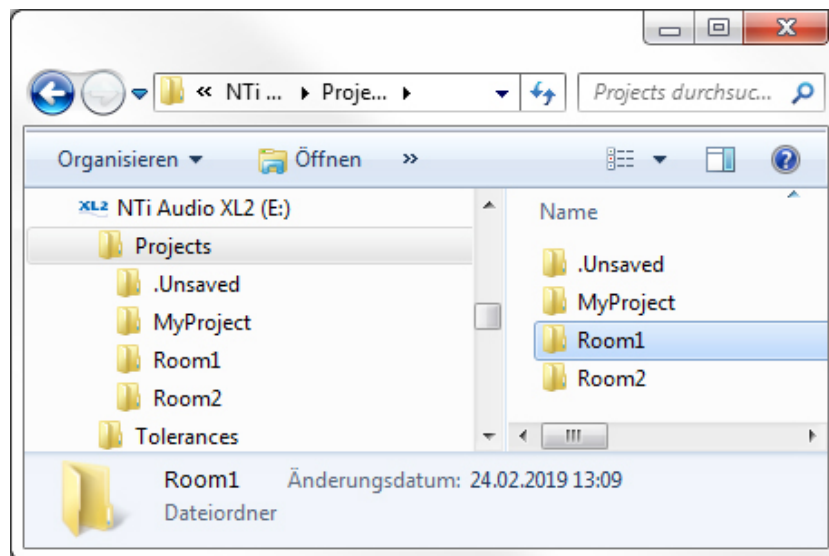 « NTi ... Proje... Projects durchsuc...
Organisieren Öffnen »
XL2 NTi Audio XL2 (E:)
Projects
.Unsaved
MyProject
Room1
Room2
Tolerances
Name
.Unsaved
MyProject
Room1
Room2
Room1 Änderungsdatum: 24.02.2019 13:09
Dateiordner